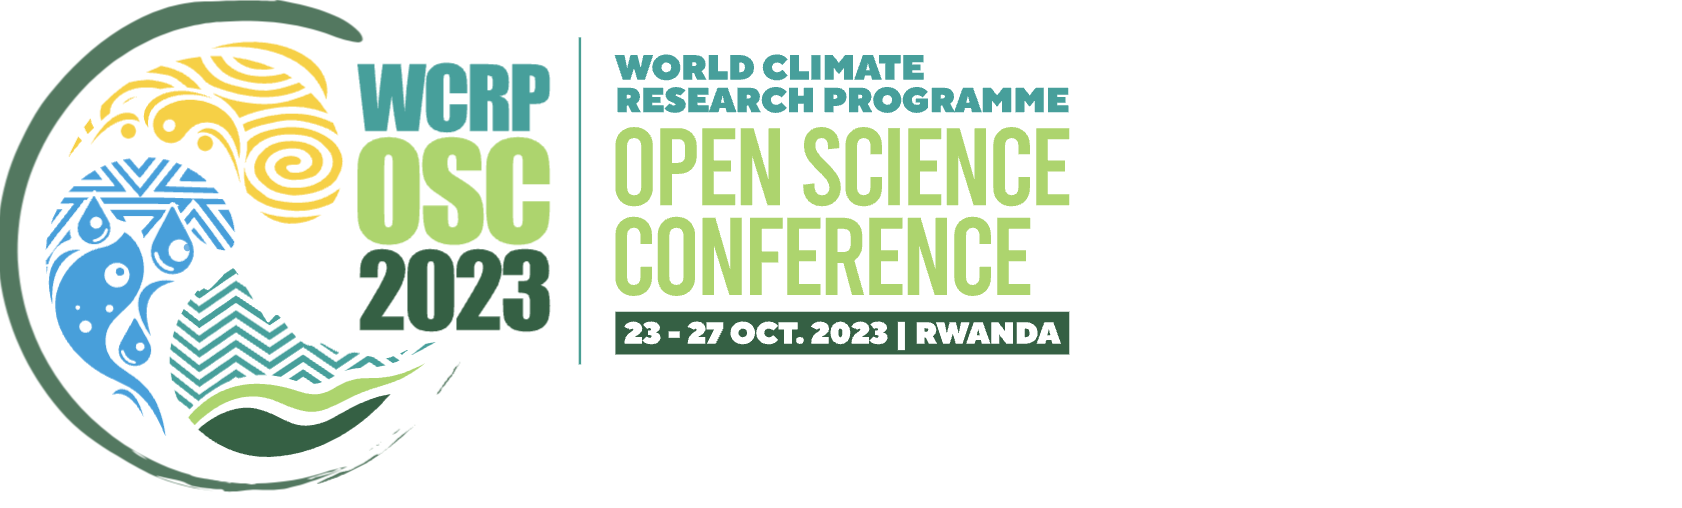 WCRP
OSC
2023
WORLD CLIMATE
RESEARCH PROGRAMME
OPEN SCIENCE
CONFERENCE
23 - 27 OCT. 2023 | RWANDA